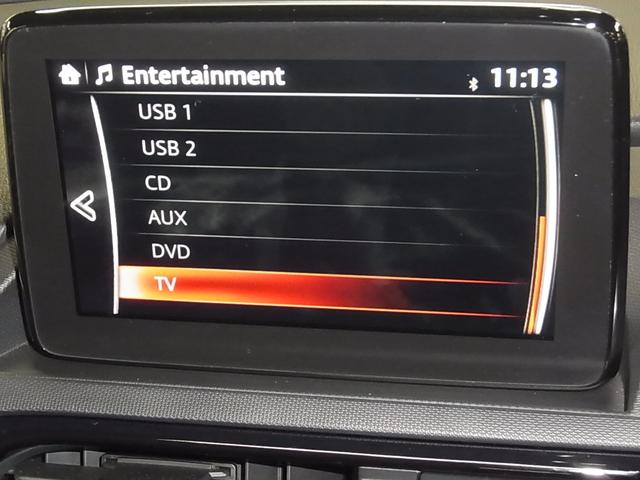 Entertainment 11:13
USB 1
USB 2
CD
AUX
DVD
TV